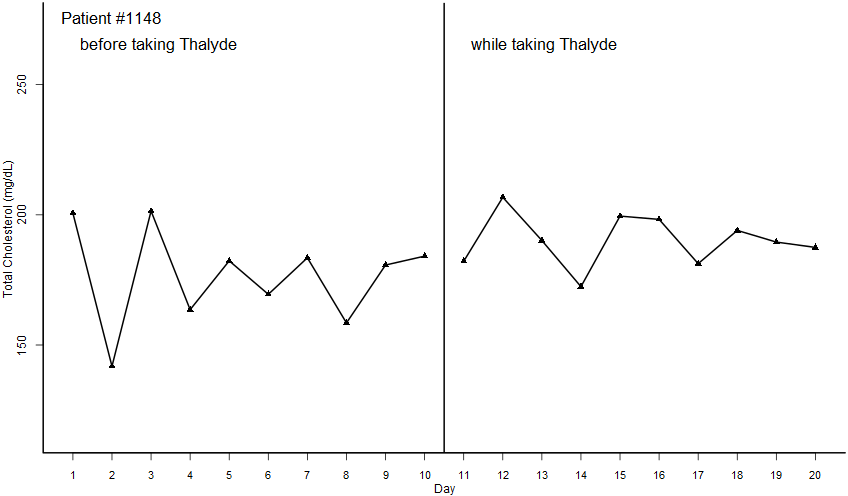 Patient #1148
before taking Thalyde
while taking Thalyde
Total Cholesterol (mg/dL)
250
200
150
1 2 3 4 5 6 7 8 9 10 11 12 13 14 15 16 17 18 19 20
Day